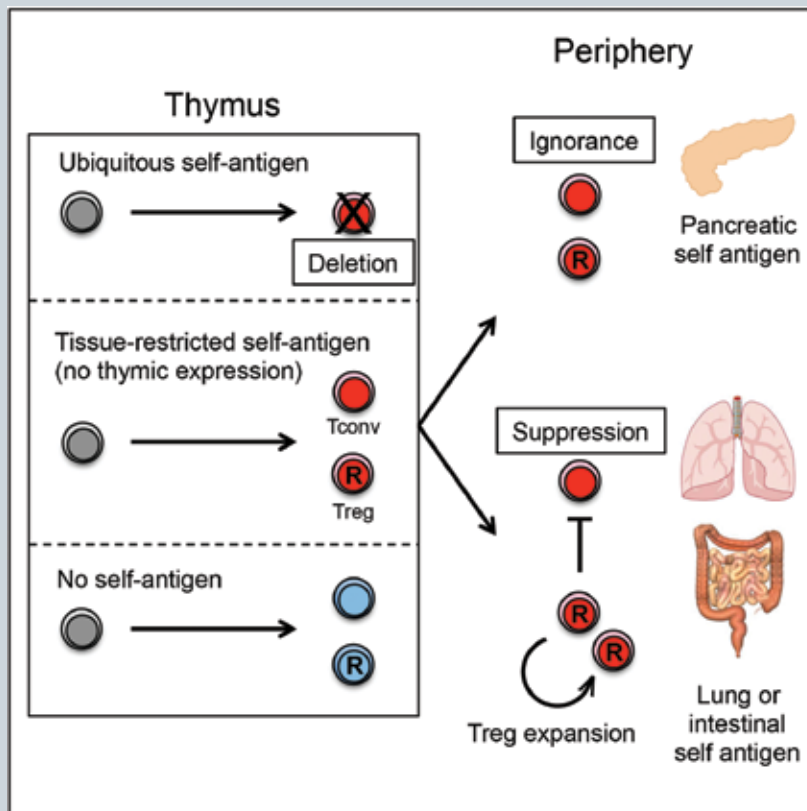 Periphery
Thymus
Ubiquitous self-antigen
X
Deletion
Tissue-restricted self-antigen
(no thymic expression)
Tconv
R
Treg
No self-antigen
R
Ignorance
R
Pancreatic
self antigen
Suppression
R
R
Treg expansion
Lung or
intestinal
self antigen